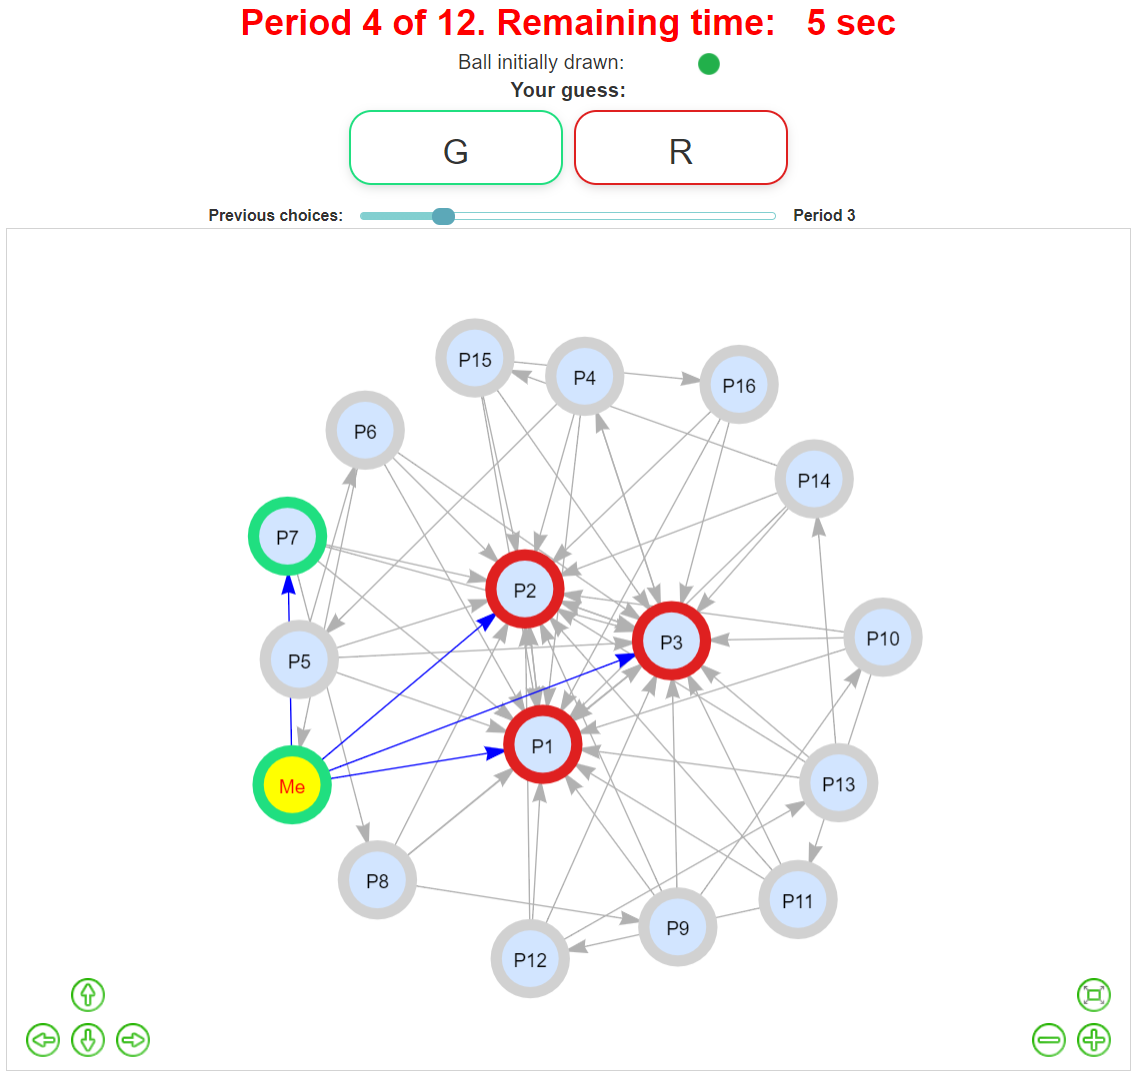 Period 4 of 12. Remaining time: 5 sec
Ball initially drawn:
Your guess:
G R
Previous choices: Period 3
P15 P4 P16
P6
P14
P7
P2
P10
P3
P5
P1
Me
P13
P8
P11
P9
P12